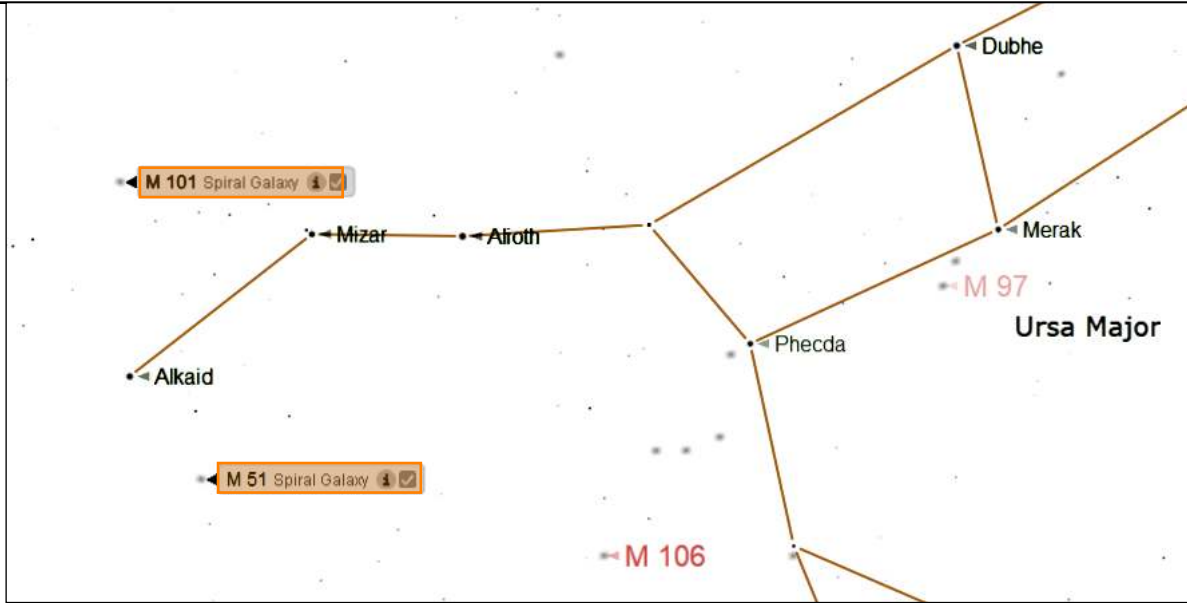 Dubhe
M 101 Spiral Galaxy i
Mizar
Alioth
Merak
M 97
Ursa Major
Phecda
Alkaid
M 51 Spiral Galaxy i
M 106